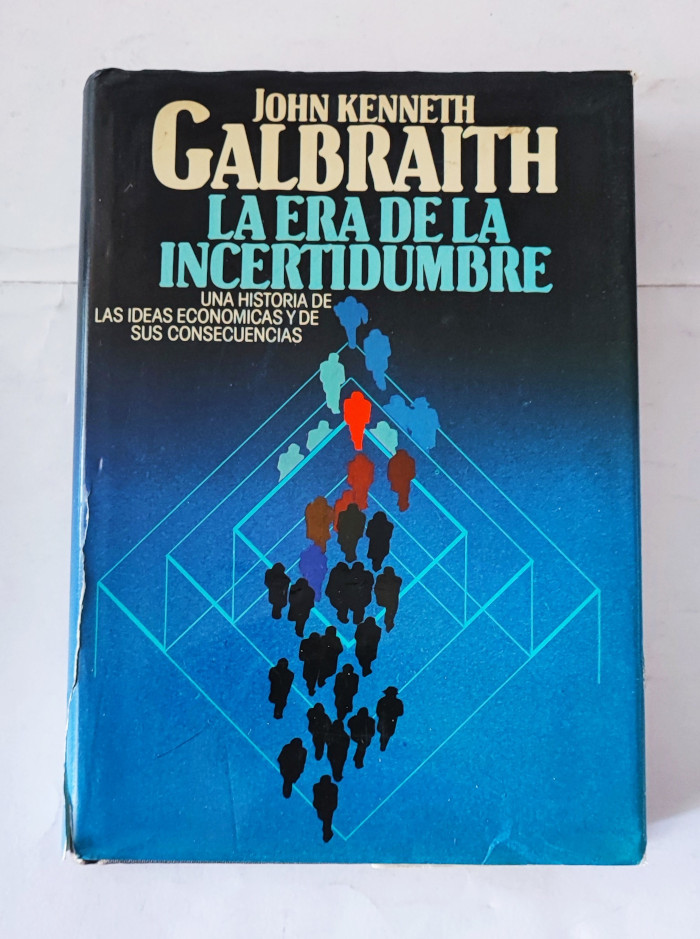 JOHN KENNETH
GALBRAITH
LA ERA DE LA
INCERTIDUMBRE
UNA HISTORIA DE
LAS IDEAS ECONOMICAS Y DE
SUS CONSECUENCIAS